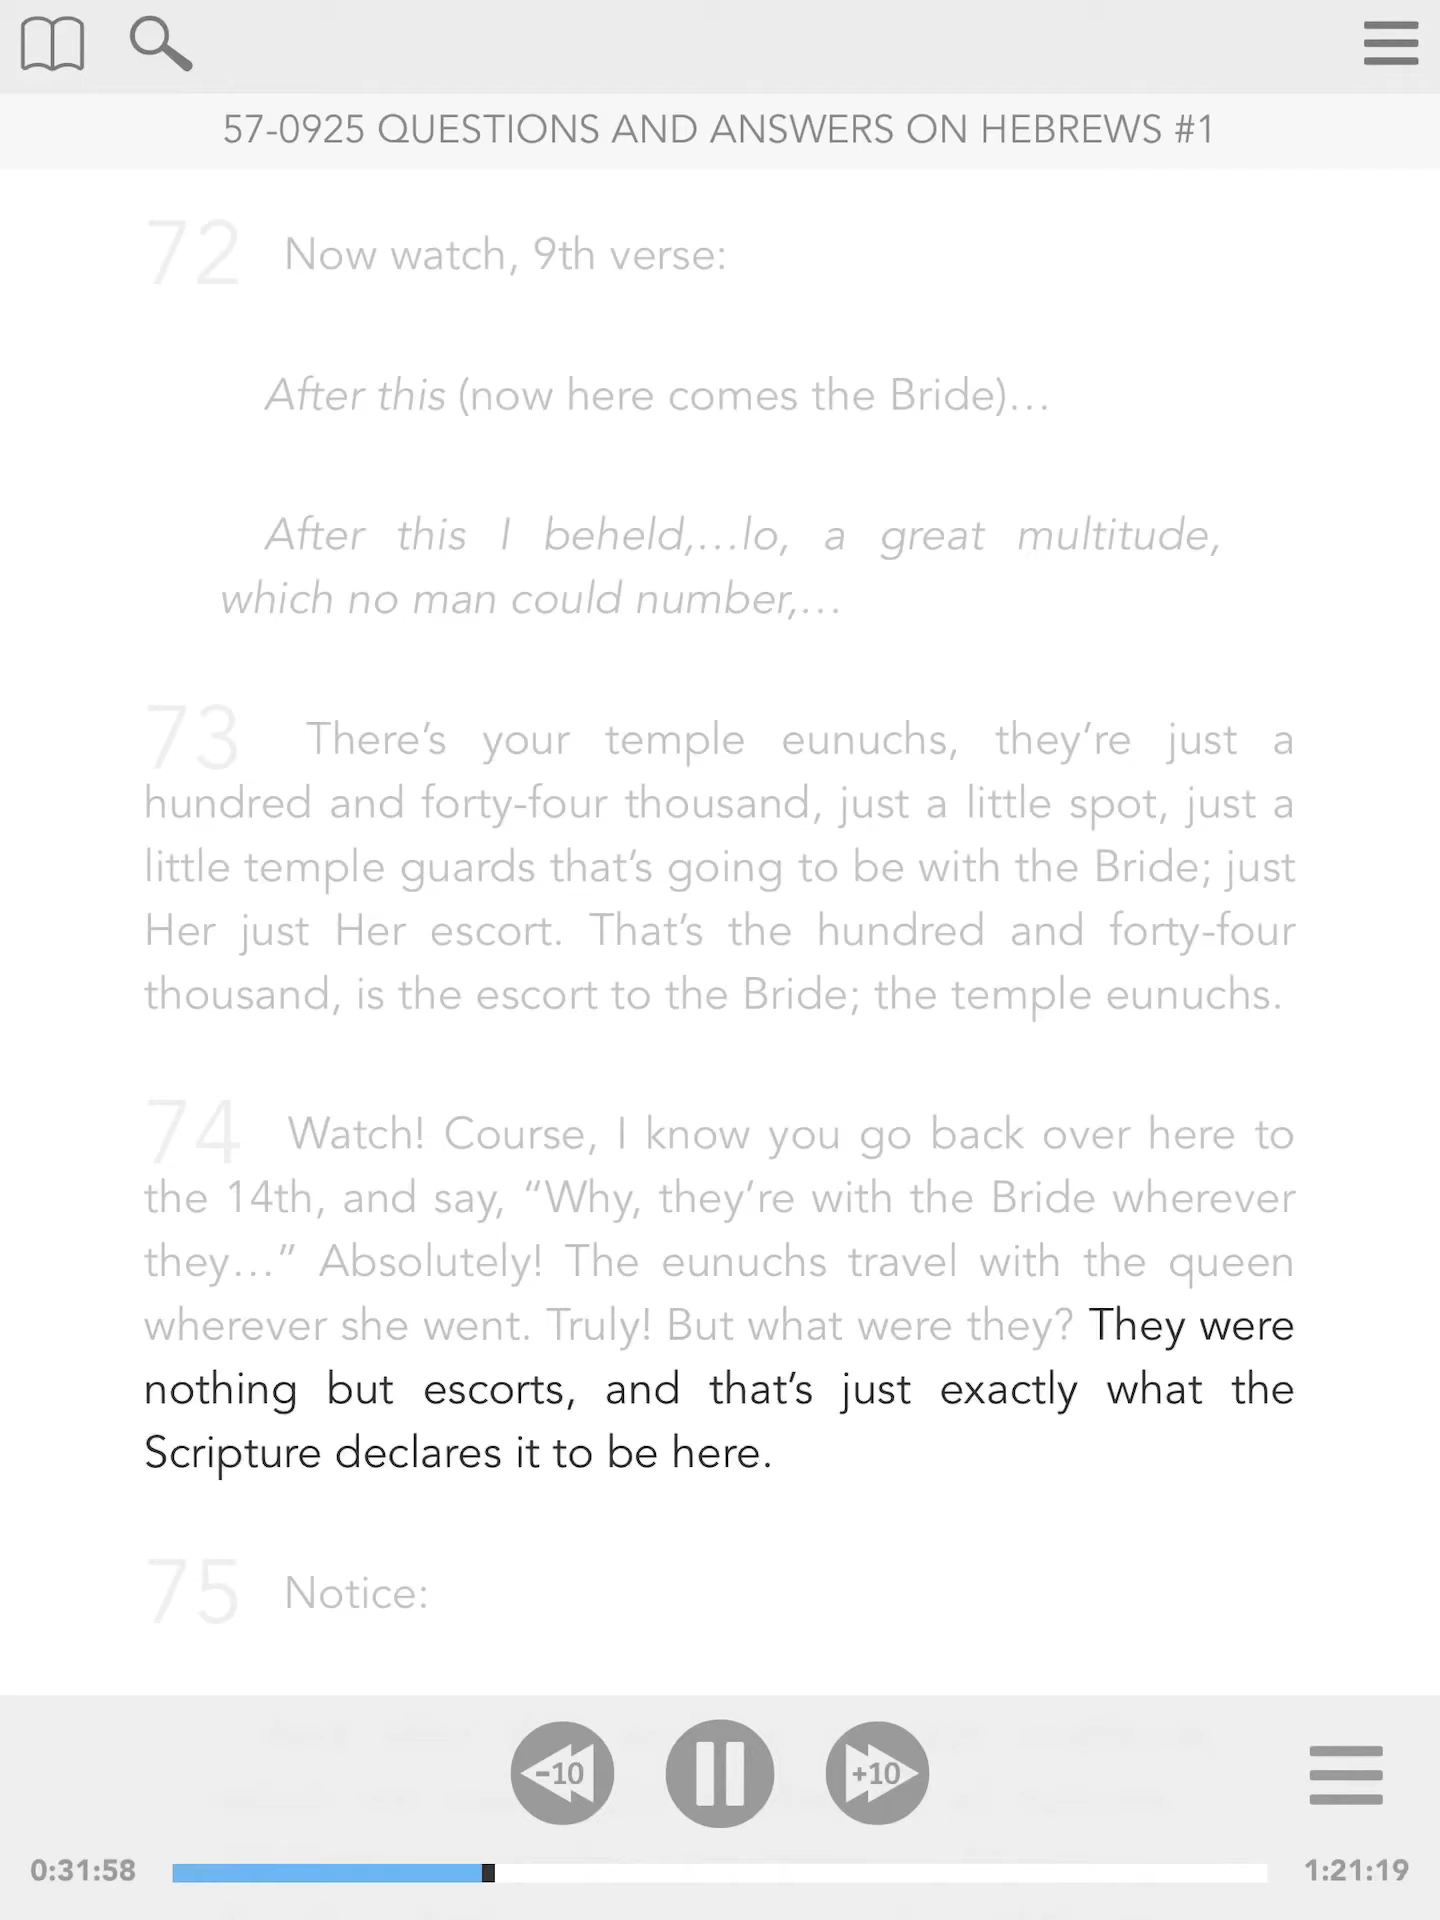 57-0925 QUESTIONS AND ANSWERS ON HEBREWS #1
72 Now watch, 9th verse:
After this (now here comes the Bride)…
After this I beheld,…lo, a great multitude,
which no man could number,…
73 There’s your temple eunuchs, they’re just a
hundred and forty-four thousand, just a little spot, just a
little temple guards that’s going to be with the Bride; just
Her just Her escort. That’s the hundred and forty-four
thousand, is the escort to the Bride; the temple eunuchs.
74 Watch! Course, I know you go back over here to
the 14th, and say, “Why, they’re with the Bride wherever
they…” Absolutely! The eunuchs travel with the queen
wherever she went. Truly! But what were they? They were
nothing but escorts, and that’s just exactly what the
Scripture declares it to be here.
75 Notice:
-10 +10
0:31:58 1:21:19